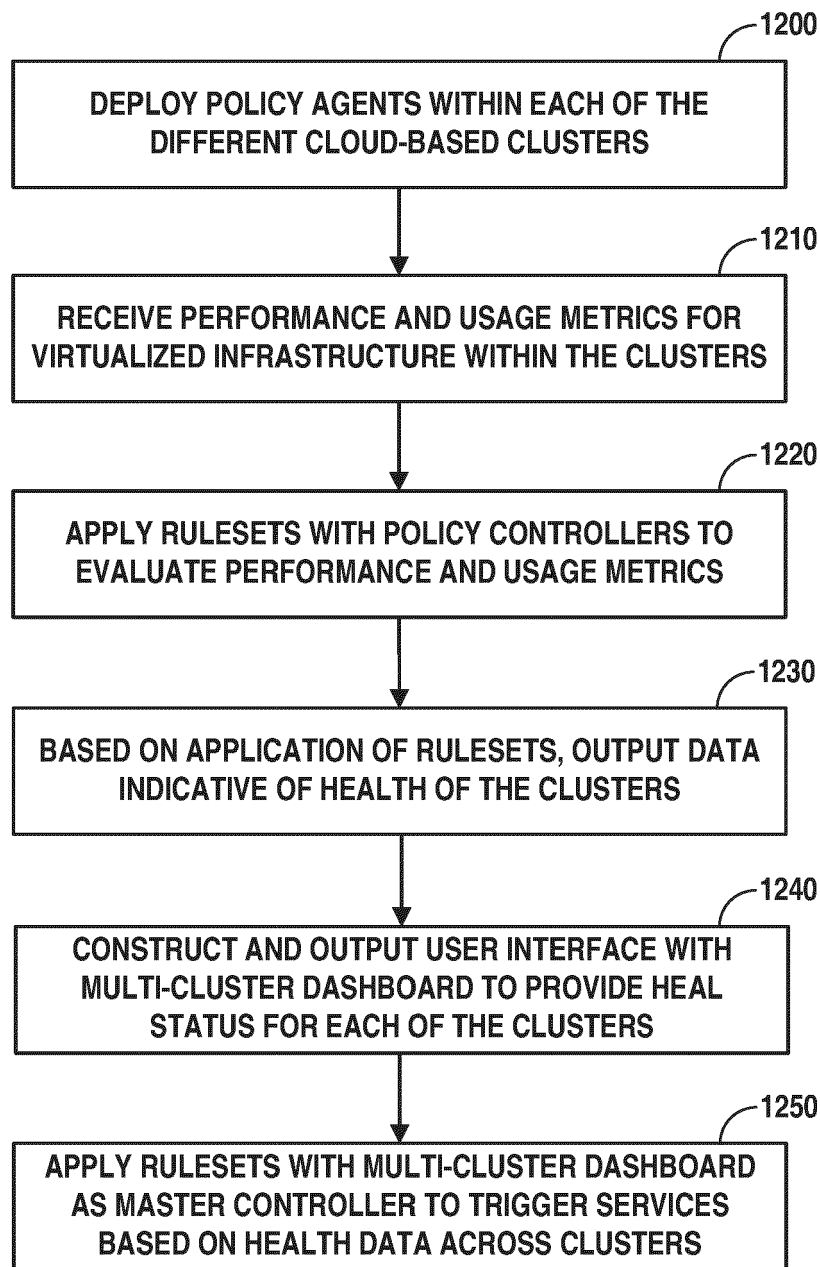 1200
DEPLOY POLICY AGENTS WITHIN EACH OF THE
DIFFERENT CLOUD-BASED CLUSTERS
1210
RECEIVE PERFORMANCE AND USAGE METRICS FOR
VIRTUALIZED INFRASTRUCTURE WITHIN THE CLUSTERS
1220
APPLY RULESETS WITH POLICY CONTROLLERS TO
EVALUATE PERFORMANCE AND USAGE METRICS
1230
BASED ON APPLICATION OF RULESETS, OUTPUT DATA
INDICATIVE OF HEALTH OF THE CLUSTERS
1240
CONSTRUCT AND OUTPUT USER INTERFACE WITH
MULTI-CLUSTER DASHBOARD TO PROVIDE HEAL
STATUS FOR EACH OF THE CLUSTERS
1250
APPLY RULESETS WITH MULTI-CLUSTER DASHBOARD
AS MASTER CONTROLLER TO TRIGGER SERVICES
BASED ON HEALTH DATA ACROSS CLUSTERS